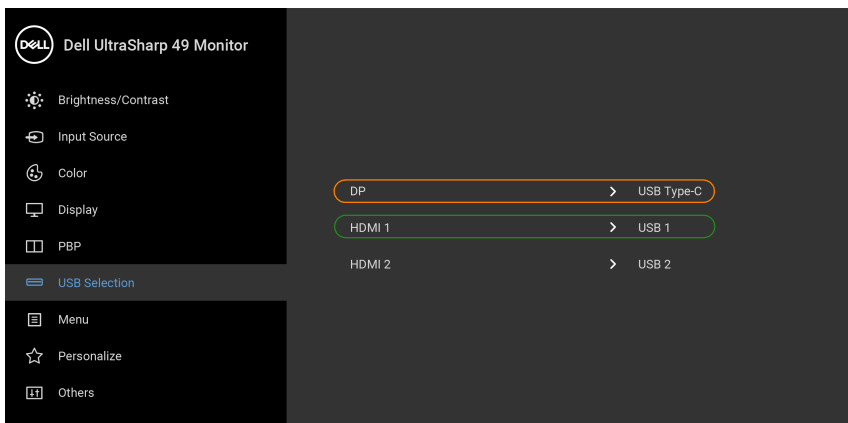 DELL
Dell UltraSharp 49 Monitor
Brightness/Contrast
Input Source
Color
Display
PBP
USB Selection
Menu
Personalize
Others
DP > USB Type-C
HDMI 1 > USB 1
HDMI 2 > USB 2